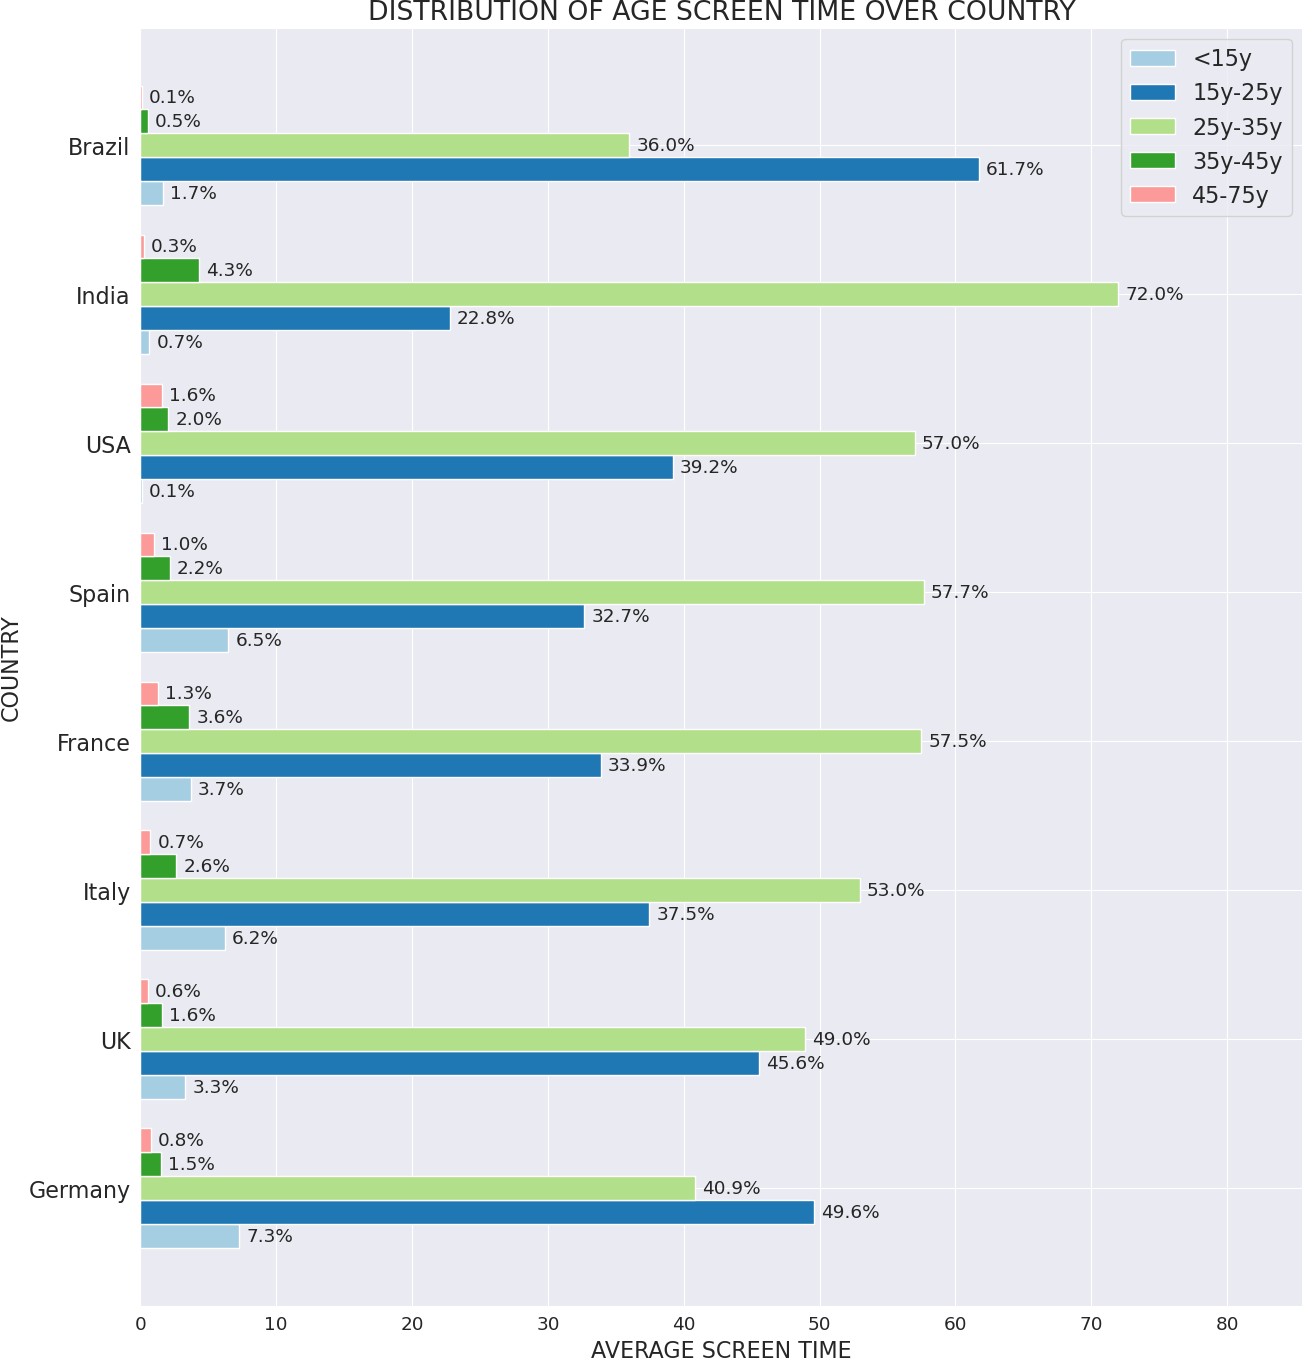 DISTRIBUTION OF AGE SCREEN TIME OVER COUNTRY
<15y
15y-25y
25y-35y
35y-45y
45-75y
Brazil
0.1%
0.5%
36.0%
61.7%
1.7%
India
0.3%
4.3%
72.0%
22.8%
0.7%
USA
1.6%
2.0%
57.0%
39.2%
0.1%
Spain
1.0%
2.2%
57.7%
32.7%
6.5%
France
1.3%
3.6%
57.5%
33.9%
3.7%
Italy
0.7%
2.6%
53.0%
37.5%
6.2%
UK
0.6%
1.6%
49.0%
45.6%
3.3%
Germany
0.8%
1.5%
40.9%
49.6%
7.3%
COUNTRY
0 10 20 30 40 50 60 70 80
AVERAGE SCREEN TIME